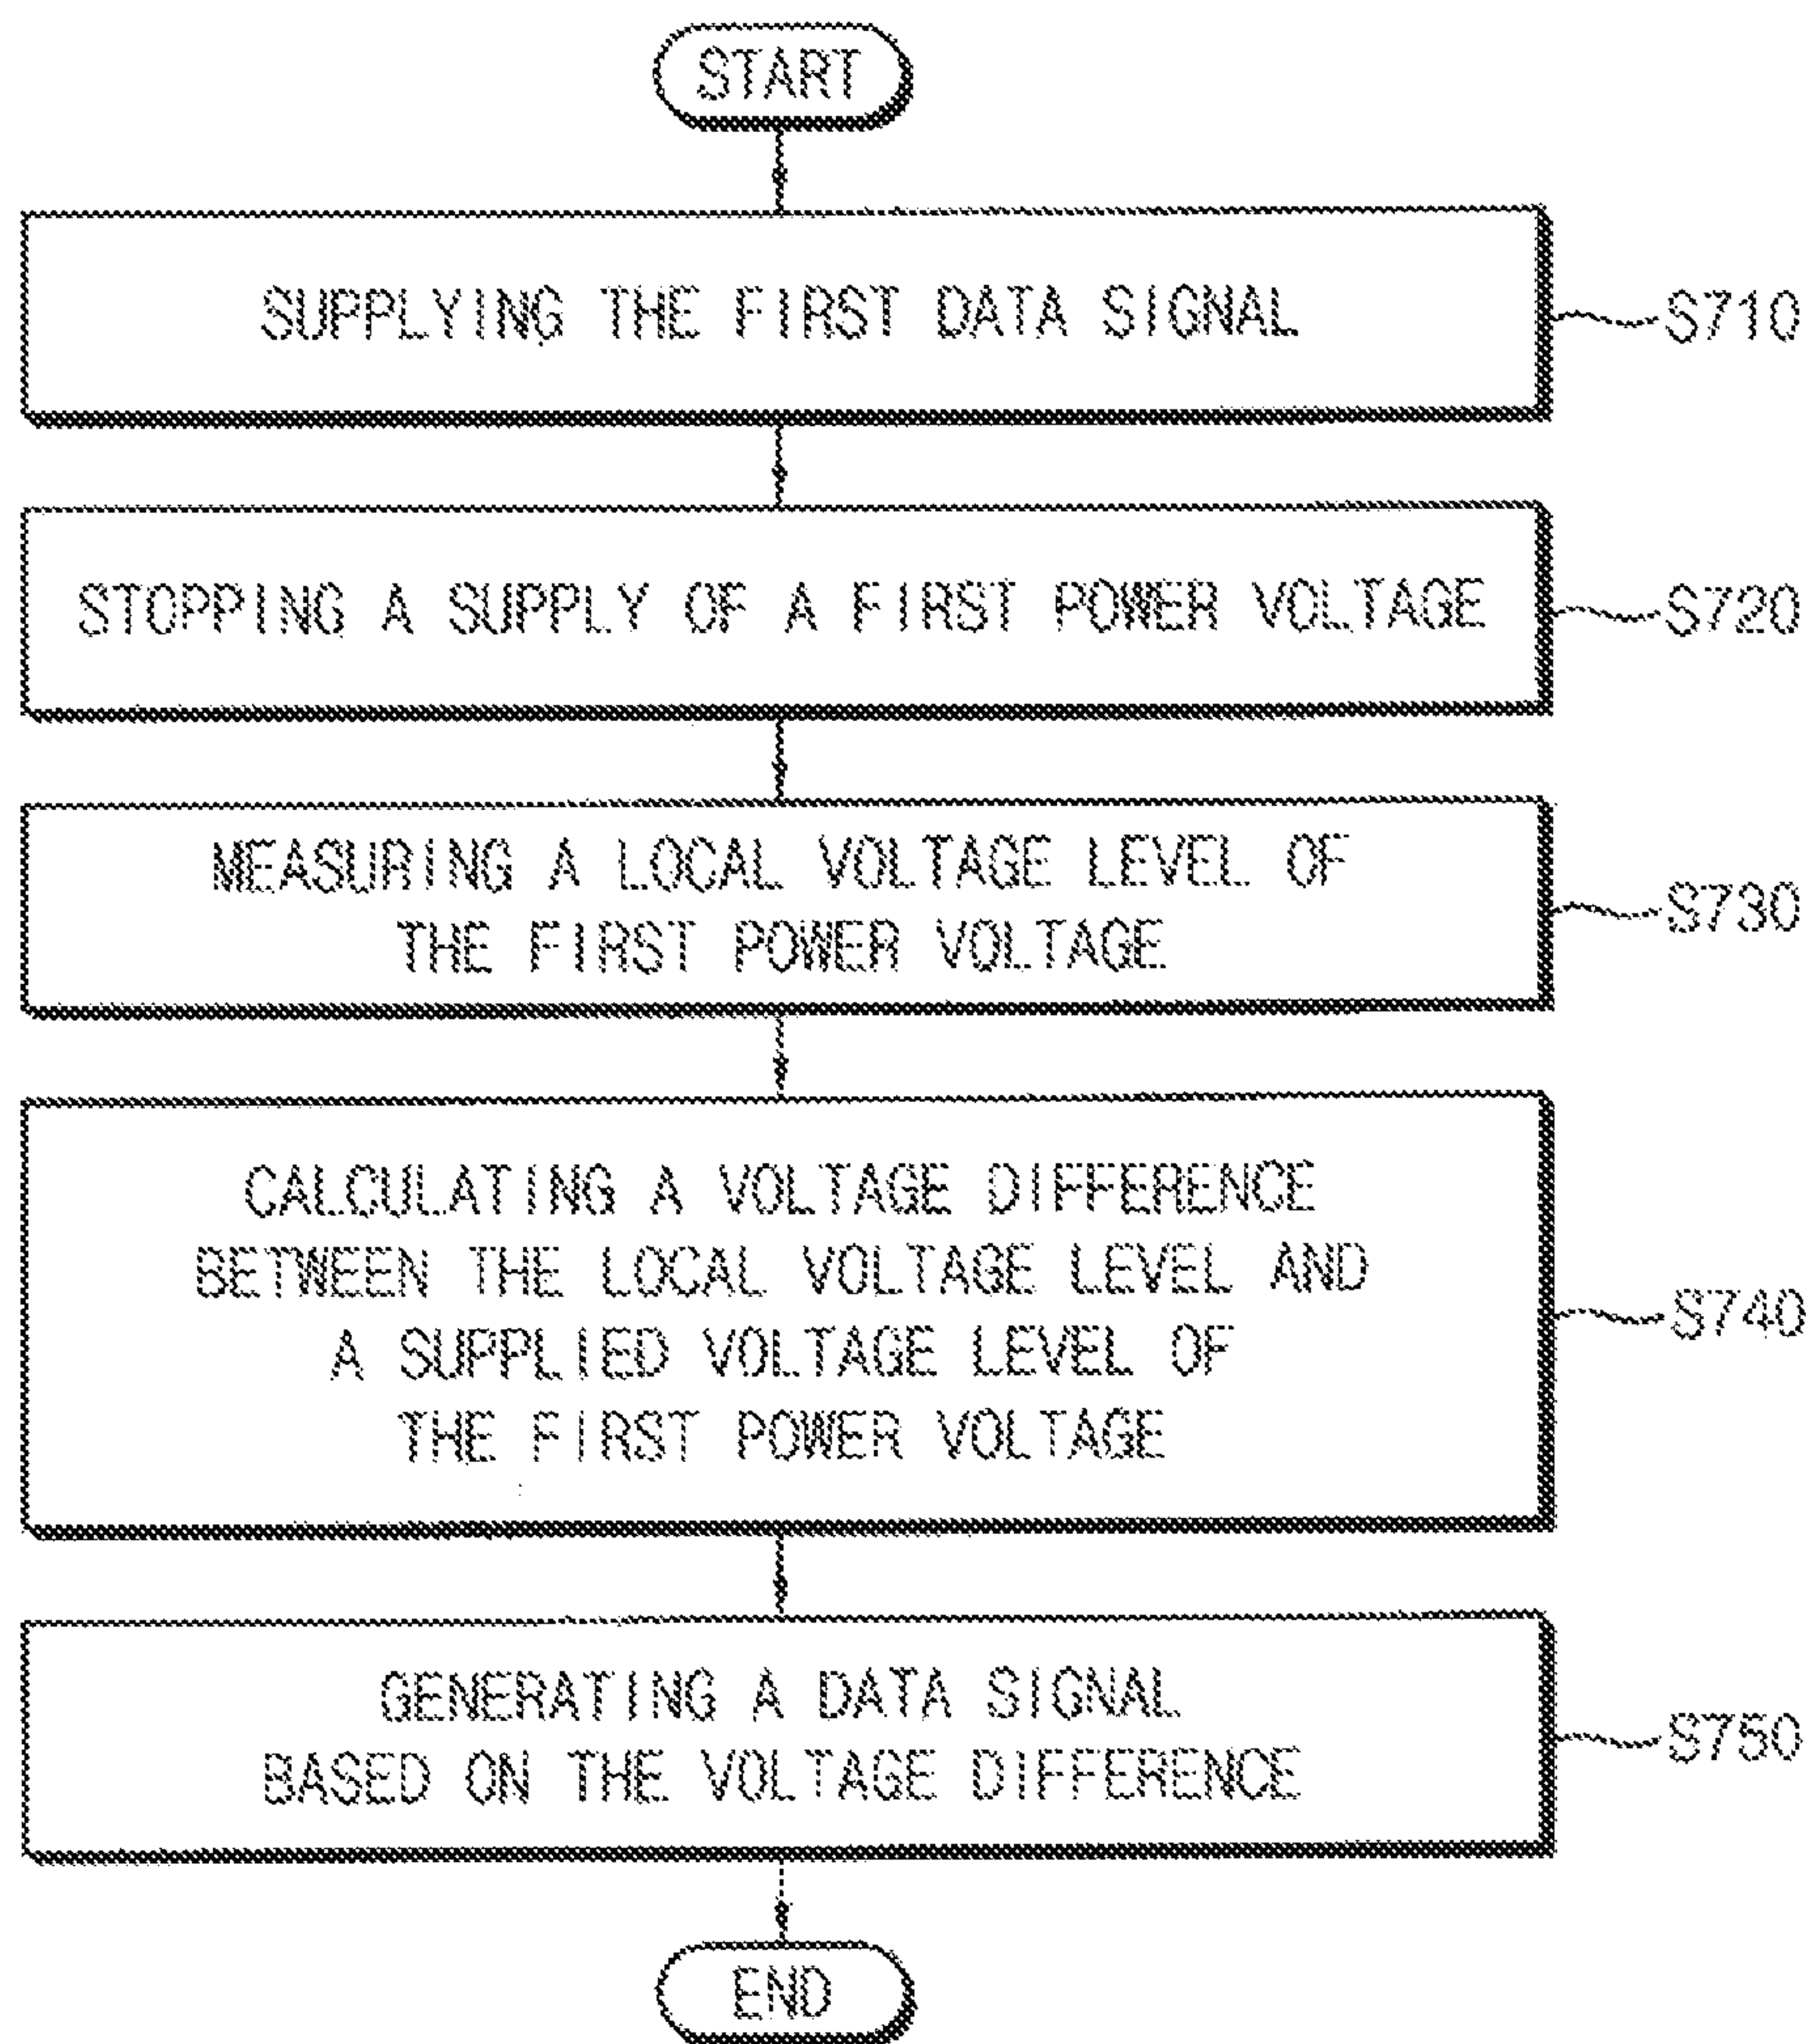 START
SUPPLYING THE FIRST DATA SIGNAL
S710
STOPPING A SUPPLY OF A FIRST POWER VOLTAGE
S720
MEASURING A LOCAL VOLTAGE LEVEL OF
THE FIRST POWER VOLTAGE
S730
CALCULATING A VOLTAGE DIFFERENCE
BETWEEN THE LOCAL VOLTAGE LEVEL AND
A SUPPLIED VOLTAGE LEVEL OF
THE FIRST POWER VOLTAGE
S740
GENERATING A DATA SIGNAL
BASED ON THE VOLTAGE DIFFERENCE
S750
END